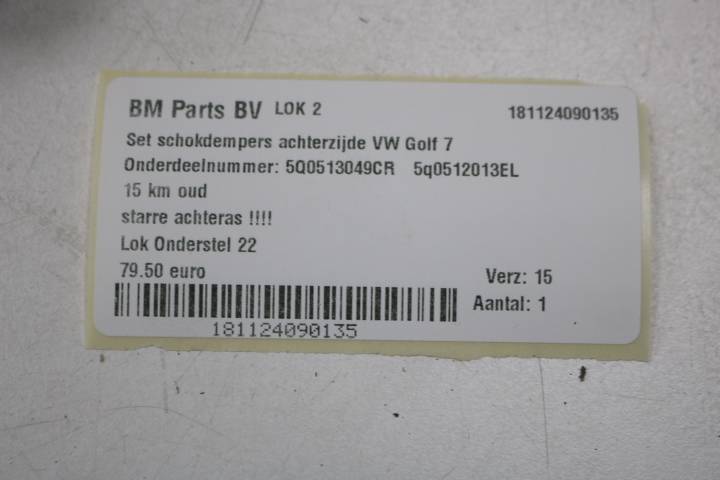 BM Parts BV LOK 2 181124090135
Set schokdempers achterzijde VW Golf 7
Onderdeelnummer: 5Q0513049CR 5q0512013EL
15 km oud
starre achteras !!!!
Lok Onderstel 22
79.50 euro
Verz: 15
Aantal: 1
181124090135